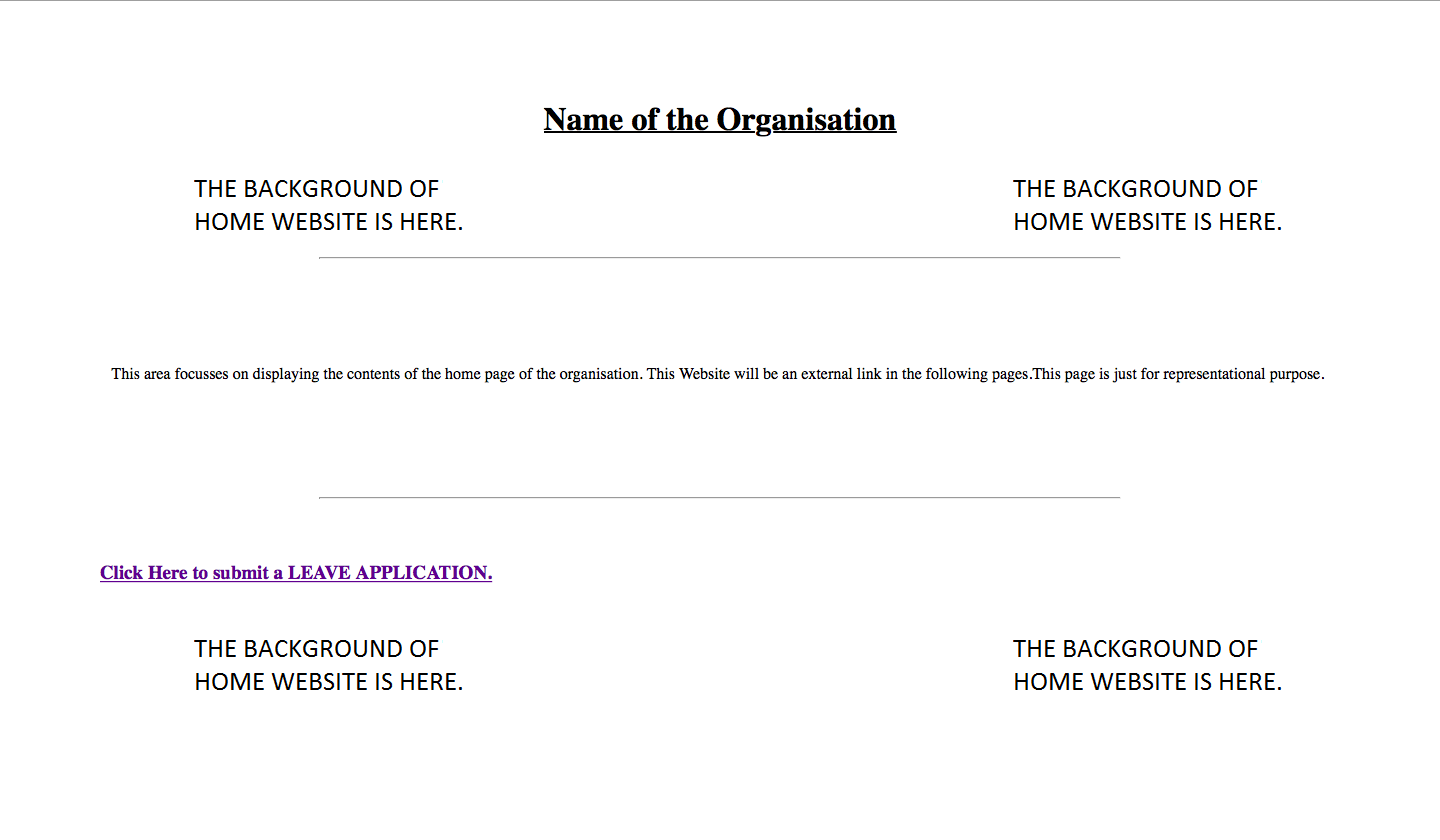 Name of the Organisation
THE BACKGROUND OF
HOME WEBSITE IS HERE.
THE BACKGROUND OF
HOME WEBSITE IS HERE.
This area focusses on displaying the contents of the home page of the organisation. This Website will be an external link in the following pages.This page is just for representational purpose.
Click Here to submit a LEAVE APPLICATION.
THE BACKGROUND OF
HOME WEBSITE IS HERE.
THE BACKGROUND OF
HOME WEBSITE IS HERE.